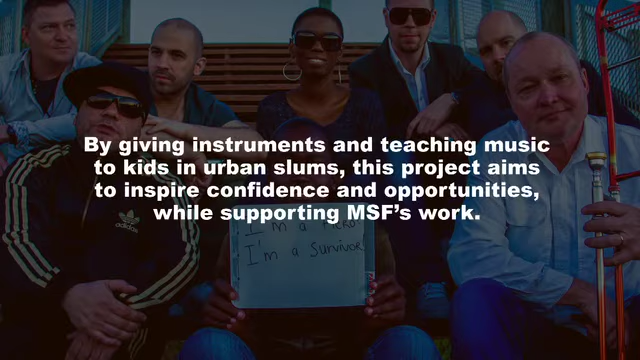 By giving instruments and teaching music
to kids in urban slums, this project aims
to inspire confidence and opportunities,
while supporting MSF's work.
adidas
I'm a Hero
I'm a Survivor